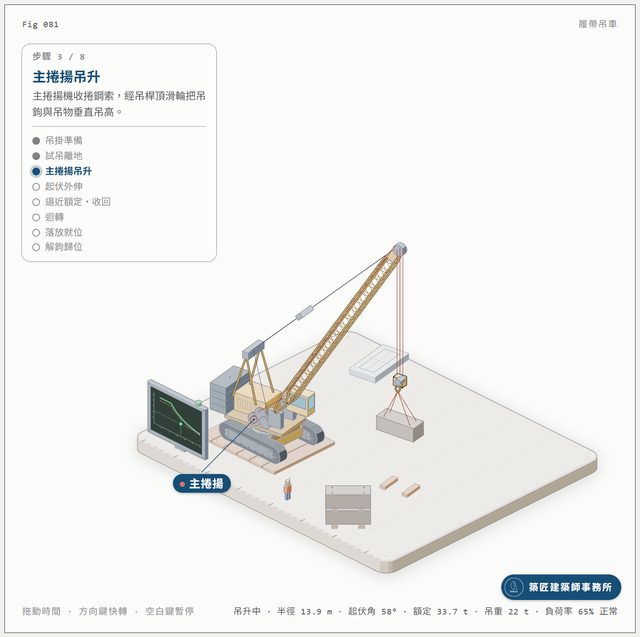 Fig 081
履帶吊車
步驟 3 / 8
主捲揚吊升
主捲揚機收捲鋼索，經吊桿頂滑輪把吊
鉤與吊物垂直吊高。
吊掛準備
試吊離地
主捲揚吊升
起伏外伸
逼近額定・收回
迴轉
落放就位
解鉤歸位
主捲揚
築匠建築師事務所
拖動時間 · 方向鍵快轉 · 空白鍵暫停
吊升中 · 半徑 13.9 m · 起伏角 58° · 額定 33.7 t · 吊重 22 t · 負荷率 65% 正常